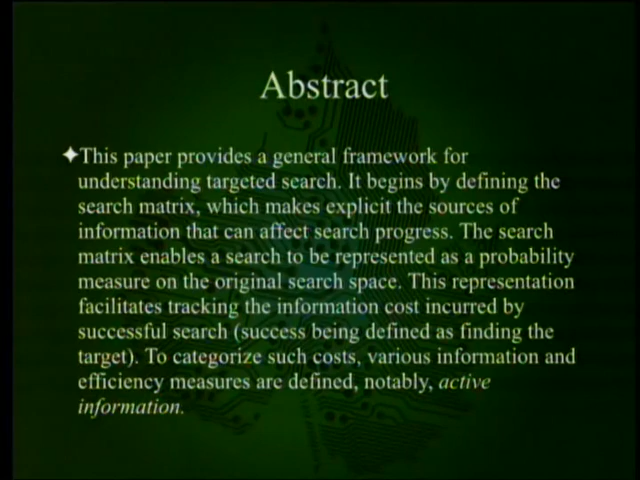 Abstract
✦This paper provides a general framework for
understanding targeted search. It begins by defining the
search matrix, which makes explicit the sources of
information that can affect search progress. The search
matrix enables a search to be represented as a probability
measure on the original search space. This representation
facilitates tracking the information cost incurred by
successful search (success being defined as finding the
target). To categorize such costs, various information and
efficiency measures are defined, notably, active
information.